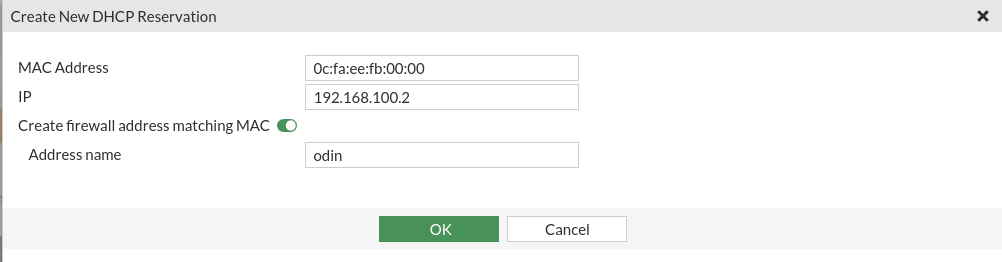 Create New DHCP Reservation
MAC Address 0c:fa:ee:fb:00:00
IP 192.168.100.2
Create firewall address matching MAC
Address name odin
OK Cancel